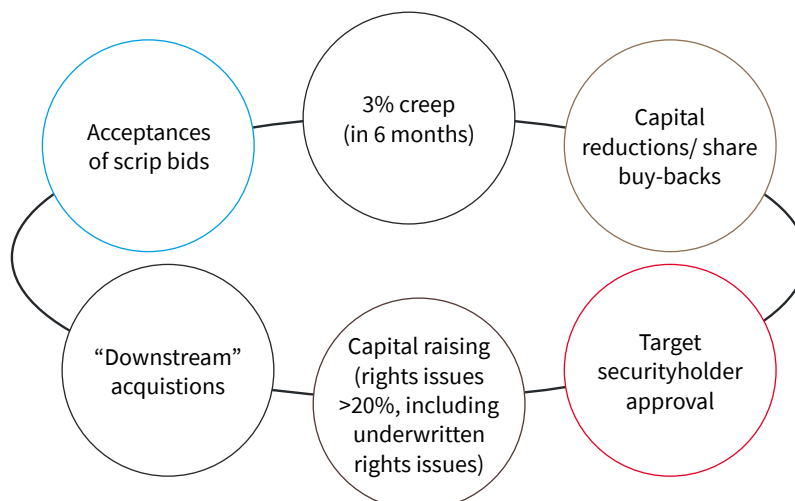 Acceptances
of scrip bids
3% creep
(in 6 months)
Capital
reductions/ share
buy-backs
“Downstream”
acquistions
Capital raising
(rights issues
>20%, including
underwritten
rights issues)
Target
securityholder
approval